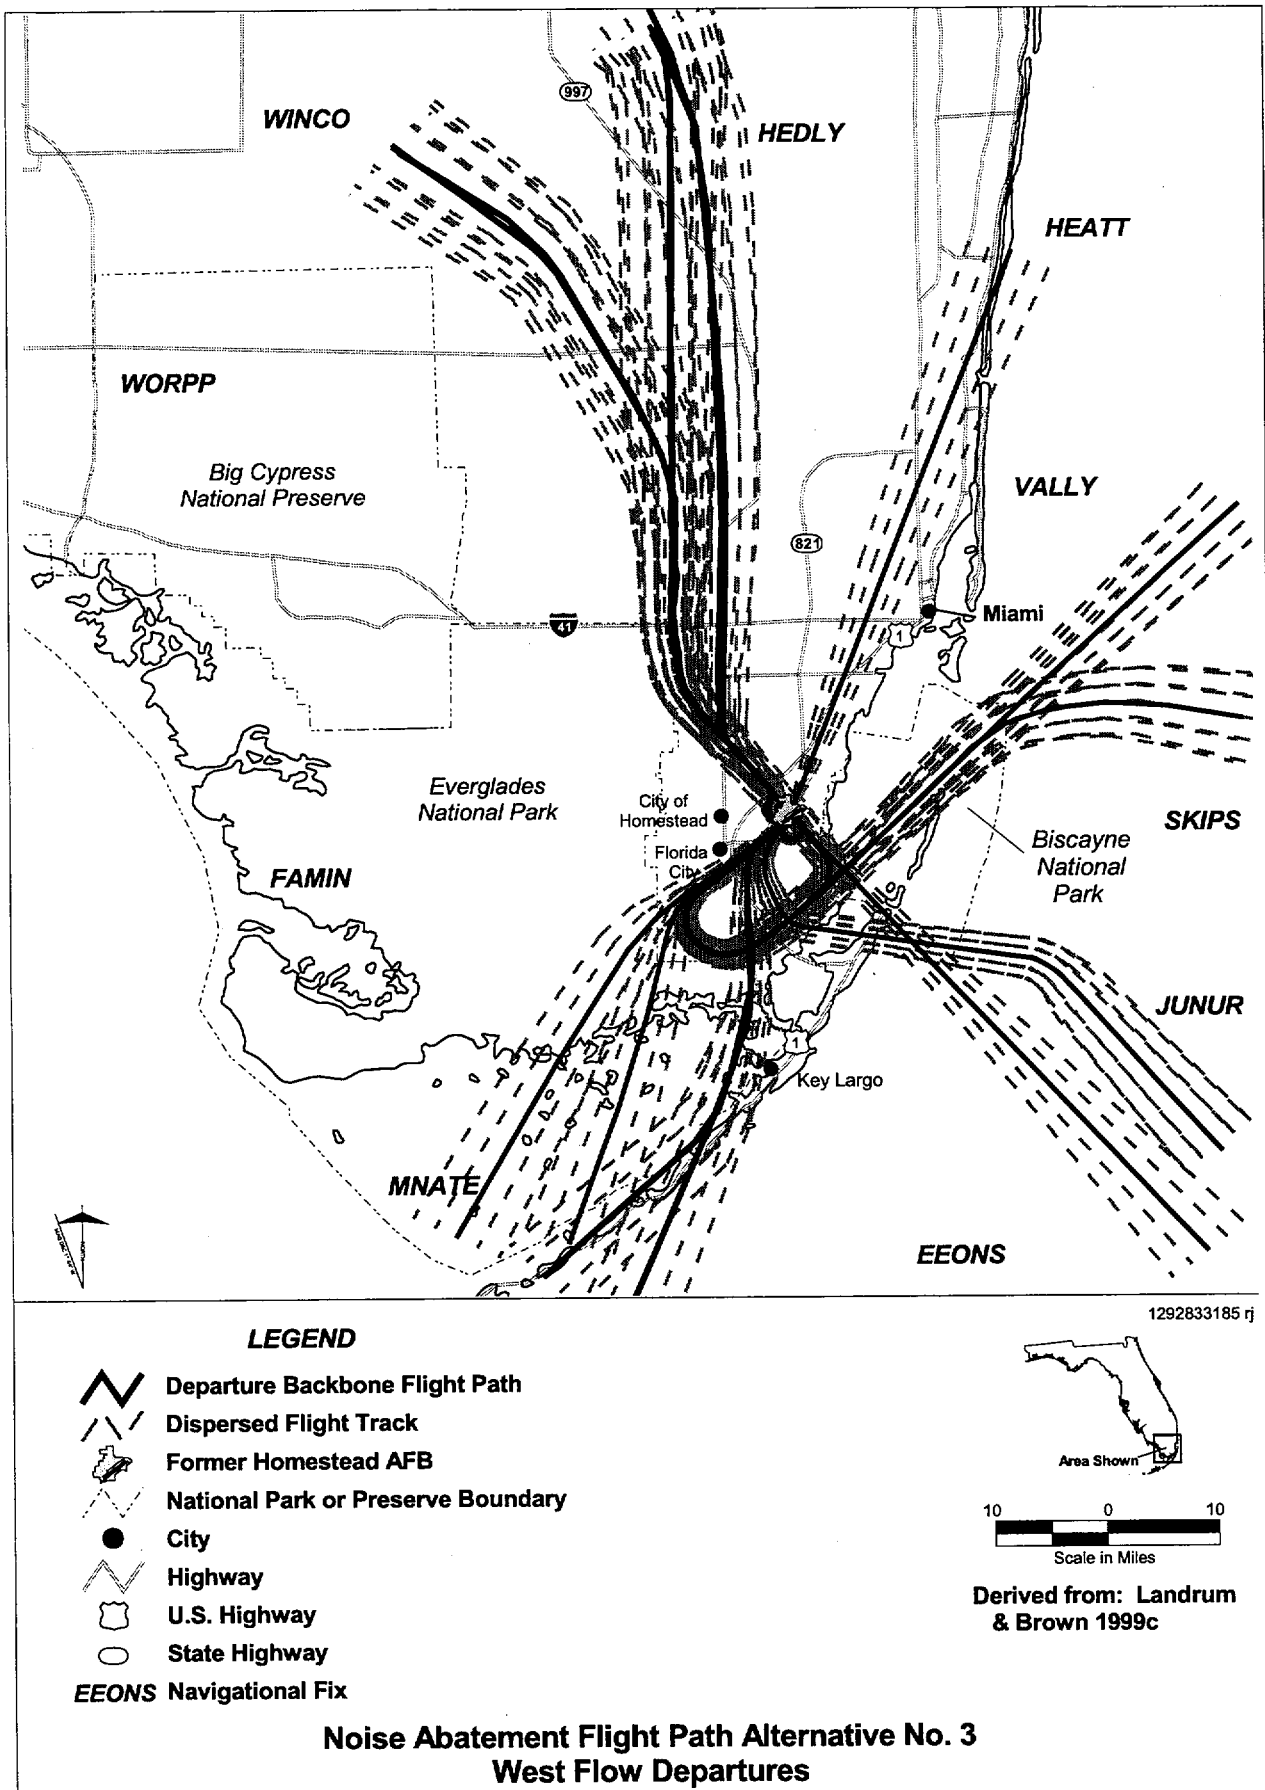 WINCO
997
HEDLY
HEATT
WORPP
Big Cypress
National Preserve
VALLY
821
Miami
41
1
Everglades
National Park
City of
Homestead
Florida
City
SKIPS
Biscayne
National
Park
FAMIN
JUNUR
1
Key Largo
MNATE
EEONS
1292833185 rj
LEGEND
Departure Backbone Flight Path
Dispersed Flight Track
Former Homestead AFB
National Park or Preserve Boundary
City
Highway
U.S. Highway
State Highway
EEONS Navigational Fix
Area Shown
10 0 10
Scale in Miles
Derived from: Landrum
& Brown 1999c
Noise Abatement Flight Path Alternative No. 3
West Flow Departures